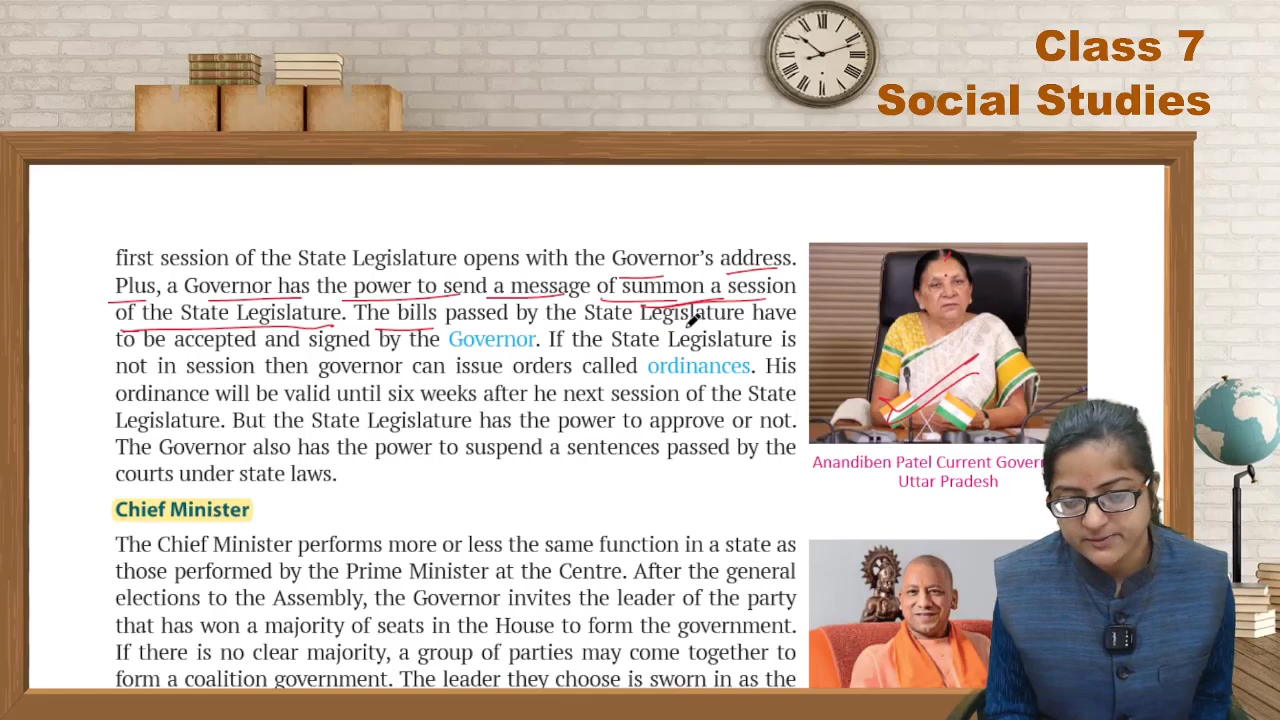 Class 7
Social Studies
first session of the State Legislature opens with the Governor's address.
Plus, a Governor has the power to send a message of summon a session
of the State Legislature. The bills passed by the State Legislature have
to be accepted and signed by the Governor. If the State Legislature is
not in session then governor can issue orders called ordinances. His
ordinance will be valid until six weeks after he next session of the State
Legislature. But the State Legislature has the power to approve or not.
The Governor also has the power to suspend a sentences passed by the
courts under state laws.
Anandiben Patel Current Govern
Uttar Pradesh
Chief Minister
The Chief Minister performs more or less the same function in a state as
those performed by the Prime Minister at the Centre. After the general
elections to the Assembly, the Governor invites the leader of the party
that has won a majority of seats in the House to form the government.
If there is no clear majority, a group of parties may come together to
form a coalition government. The leader they choose is sworn in as the